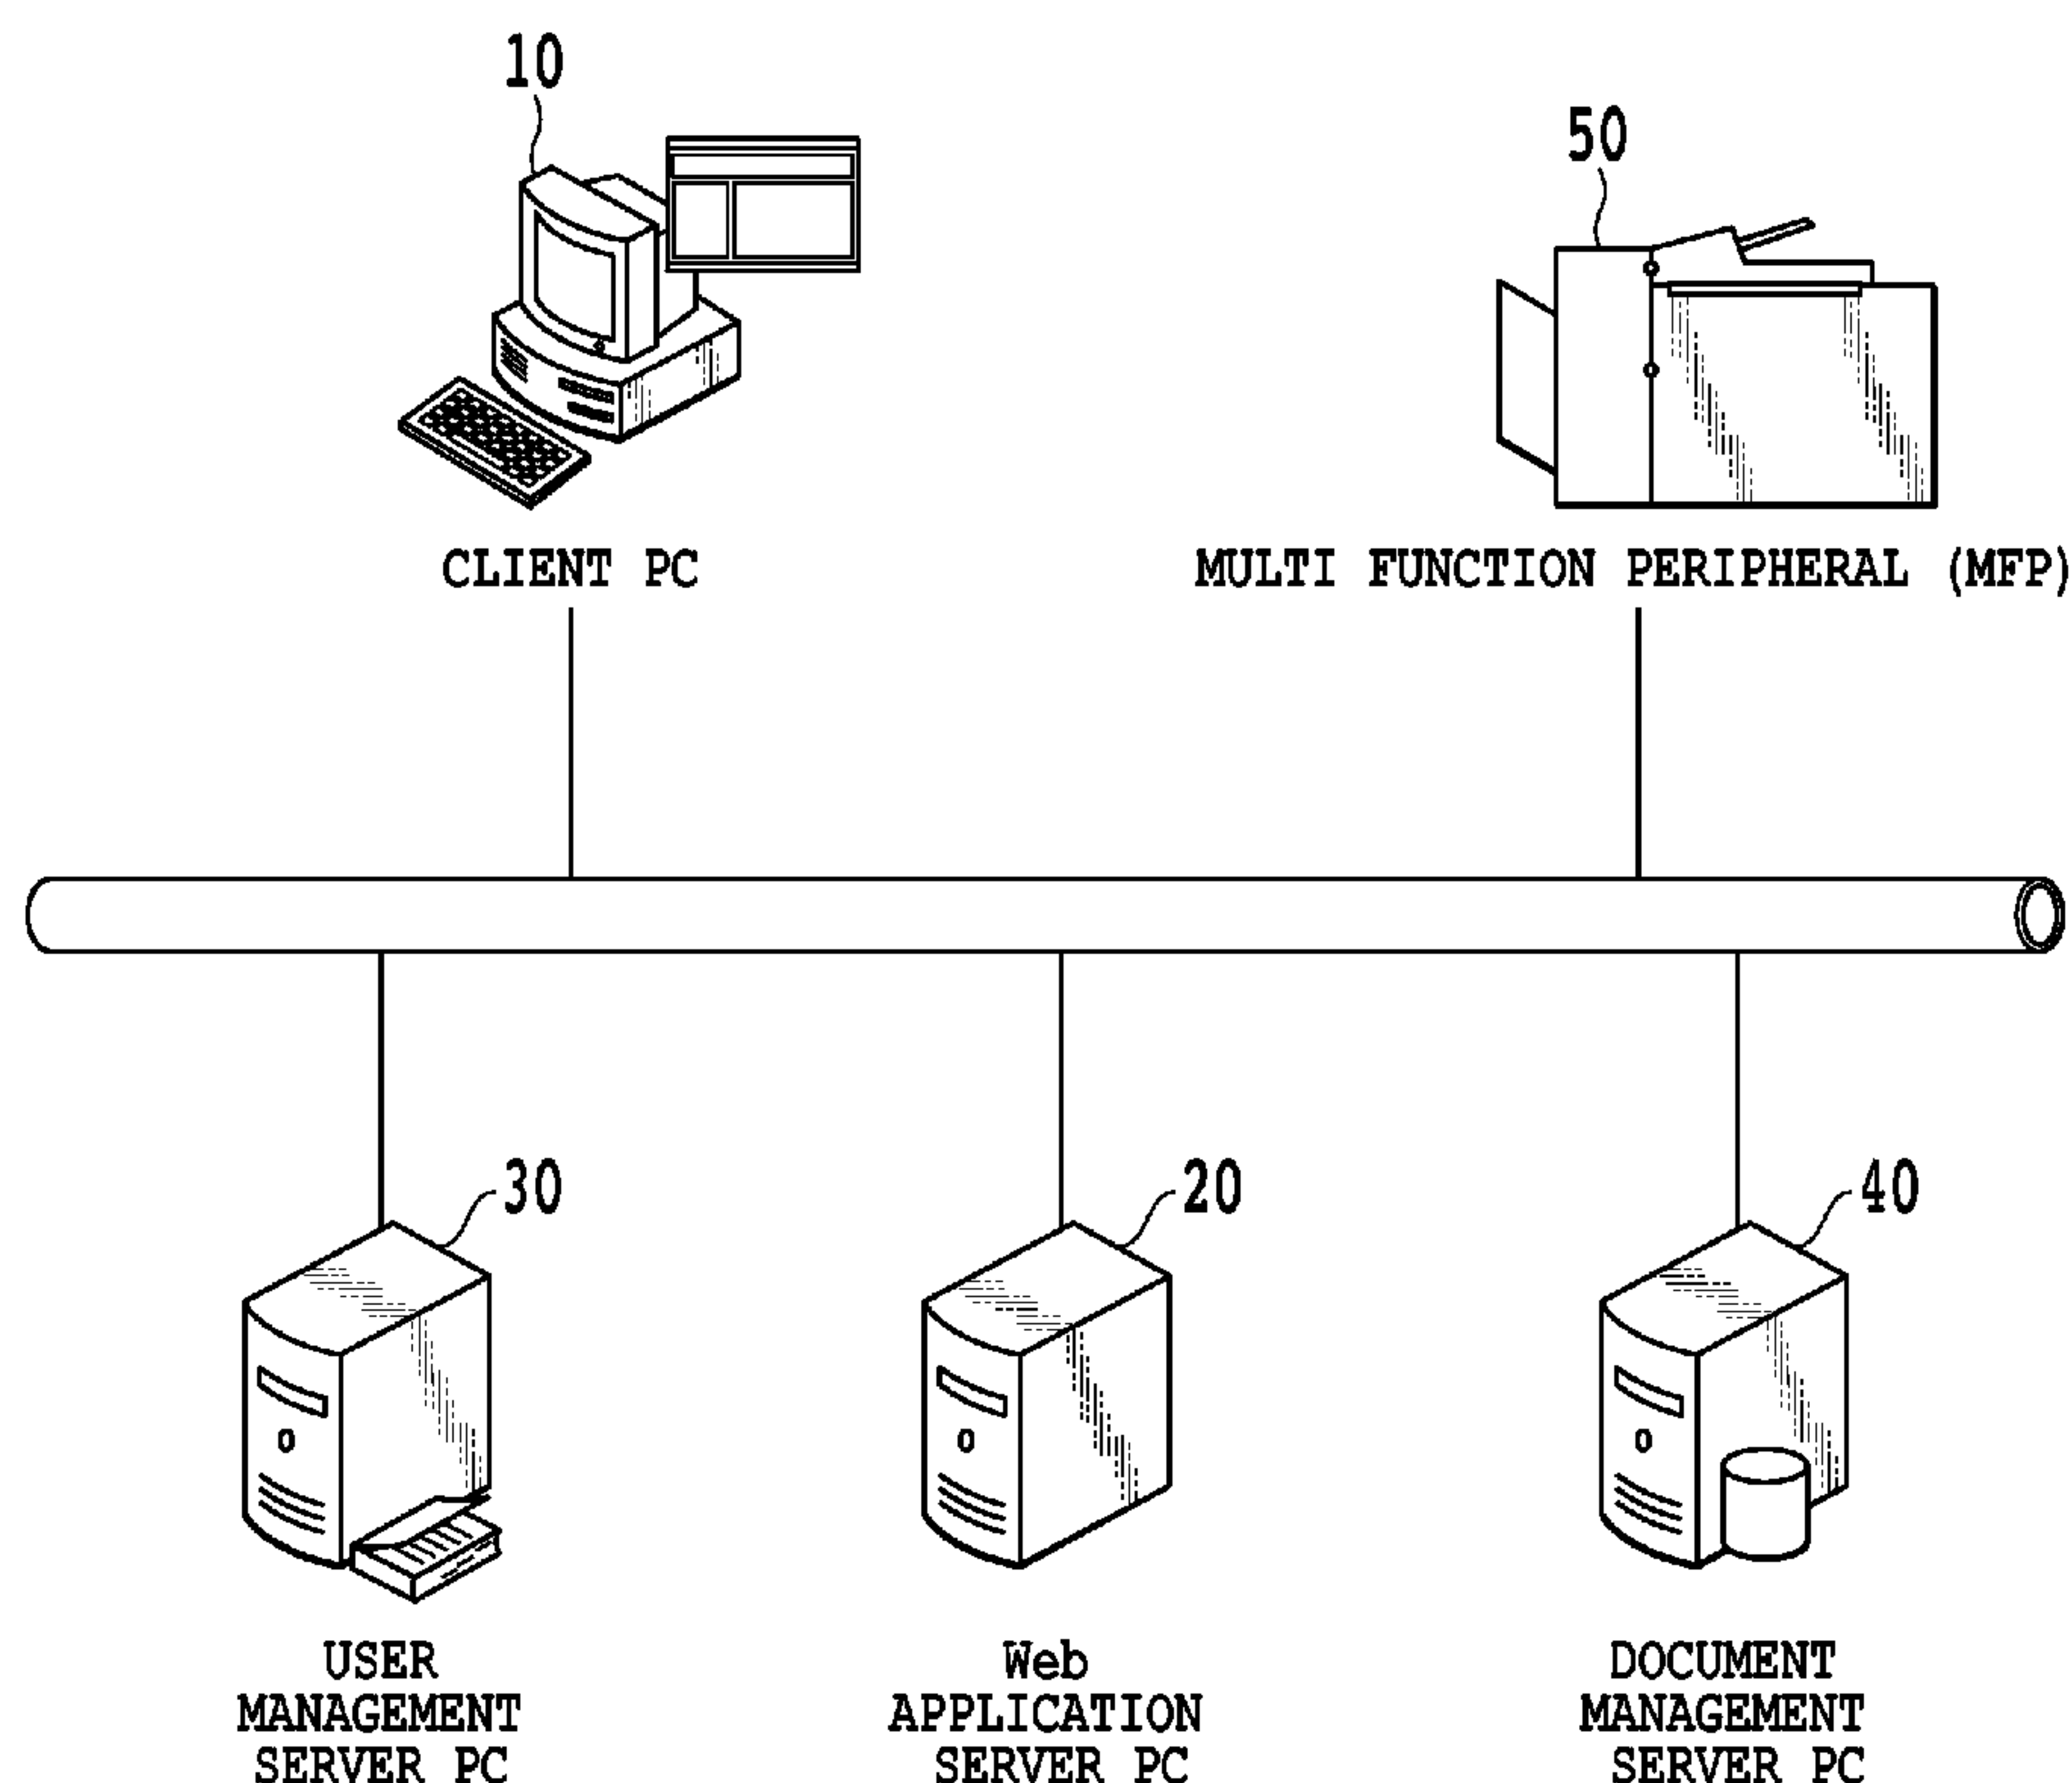 10
50
CLIENT PC
MULTI FUNCTION PERIPHERAL (MFP)
30
20
40
USER
MANAGEMENT
SERVER PC
Web
APPLICATION
SERVER PC
DOCUMENT
MANAGEMENT
SERVER PC